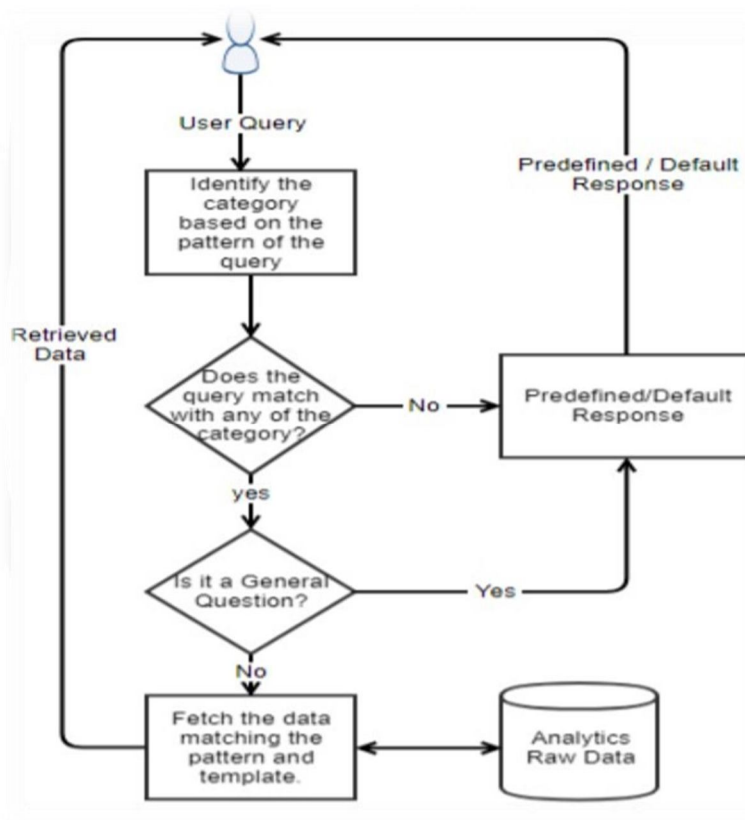 User Query
Identify the
category
based on the
pattern of the
query
Predefined / Default
Response
Retrieved
Data
Does the
query match
with any of the
category?
No
Predefined/Default
Response
yes
Is it a General
Question?
Yes
No
Fetch the data
matching the
pattern and
template.
Analytics
Raw Data